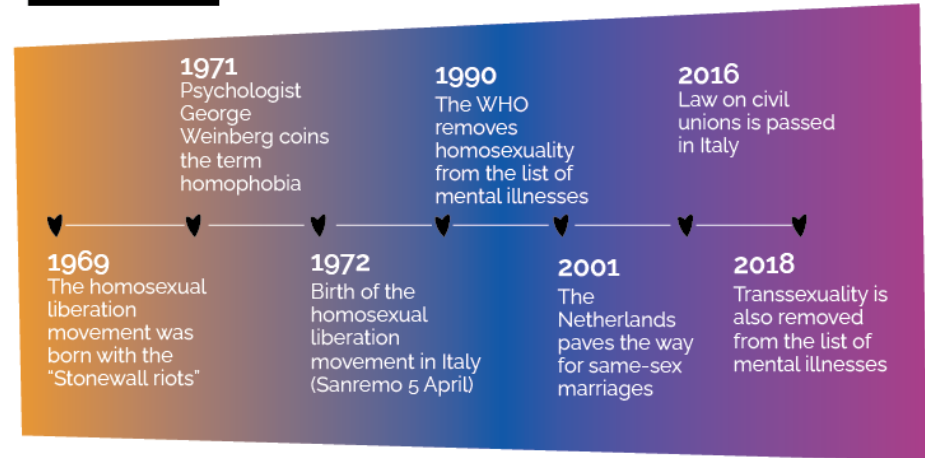 1971
Psychologist
George
Weinberg coins
the term
homophobia
1990
The WHO
removes
homosexuality
from the list of
mental illnesses
2016
Law on civil
unions is passed
in Italy
1969
The homosexual
liberation
movement was
born with the
“Stonewall riots”
1972
Birth of the
homosexual
liberation
movement in Italy
(Sanremo 5 April)
2001
The
Netherlands
paves the way
for same-sex
marriages
2018
Transsexuality is
also removed
from the list of
mental illnesses